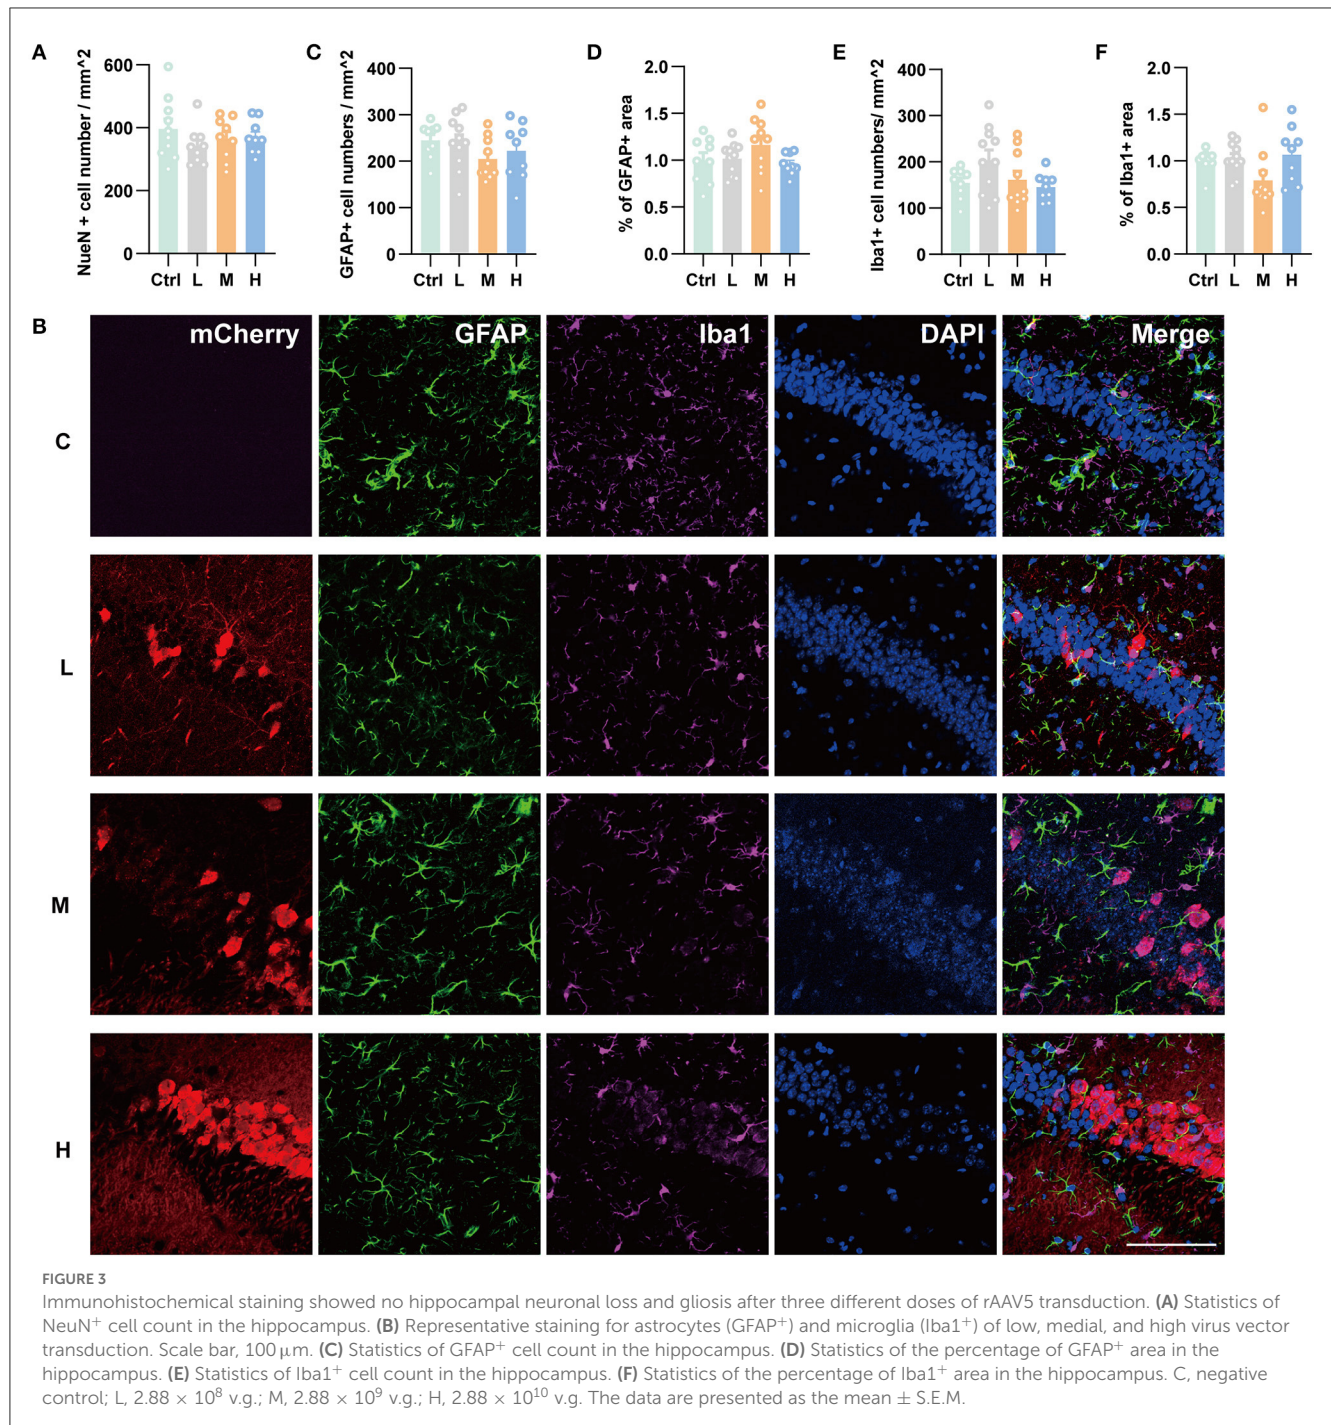 A
NueN + cell number / mm^2
600
400
200
0
Ctrl L M H
C
GFAP+ cell numbers / mm^2
400
300
200
100
0
Ctrl L M H
D
% of GFAP+ area
2.0
1.5
1.0
0.5
0.0
Ctrl L M H
E
Iba1+ cell numbers/ mm^2
400
300
200
100
0
Ctrl L M H
F
% of Iba1+ area
2.0
1.5
1.0
0.5
0.0
Ctrl L M H
B
mCherry GFAP Iba1 DAPI Merge
C
L
M
H
FIGURE 3
Immunohistochemical staining showed no hippocampal neuronal loss and gliosis after three different doses of rAAV5 transduction. (A) Statistics of
NeuN⁺ cell count in the hippocampus. (B) Representative staining for astrocytes (GFAP⁺) and microglia (Iba1⁺) of low, medial, and high virus vector
transduction. Scale bar, 100 μm. (C) Statistics of GFAP⁺ cell count in the hippocampus. (D) Statistics of the percentage of GFAP⁺ area in the
hippocampus. (E) Statistics of Iba1⁺ cell count in the hippocampus. (F) Statistics of the percentage of Iba1⁺ area in the hippocampus. C, negative
control; L, 2.88 × 10⁸ v.g.; M, 2.88 × 10⁹ v.g.; H, 2.88 × 10¹⁰ v.g. The data are presented as the mean ± S.E.M.